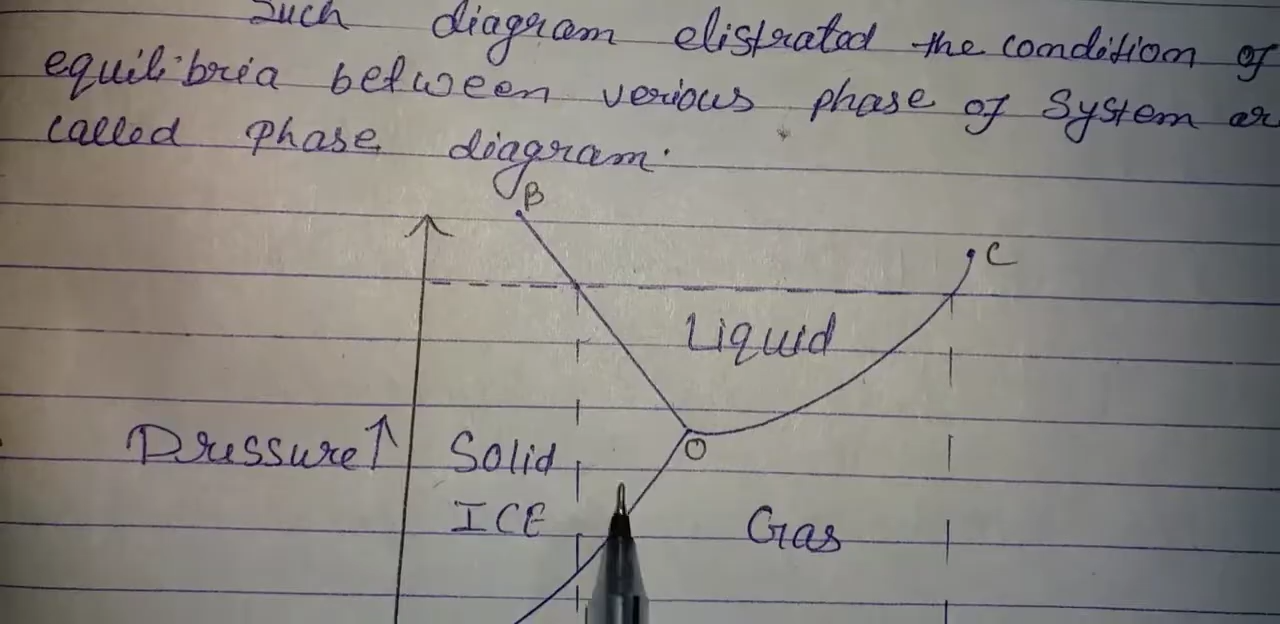 Such diagram elistrated the condition of
equilibria between verious phase of System ar
called phase diagram.
B
C
Liquid
Pressure↑ Solid
O
ICE Gas